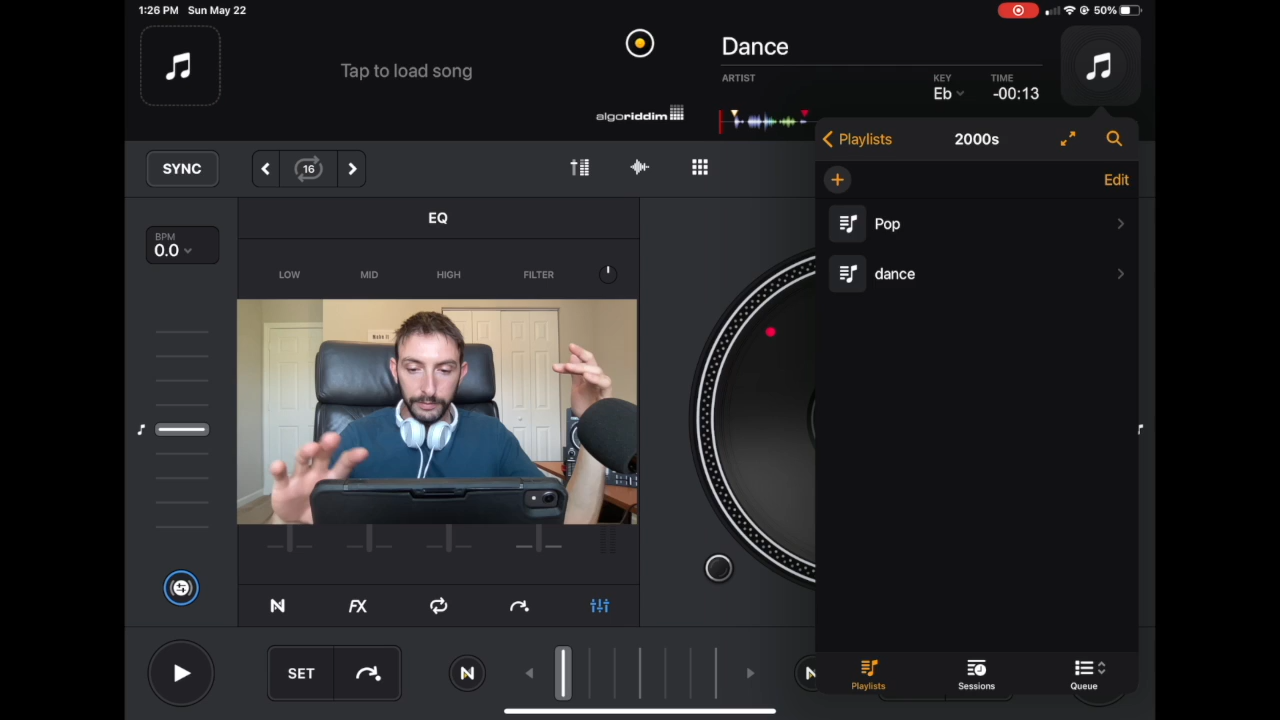 1:26 PM Sun May 22
50%
Tap to load song
algoriddim
Dance
ARTIST
KEY
Eb
TIME
-00:13
Playlists
2000s
Edit
Pop
dance
SYNC
16
BPM
0.0
EQ
LOW
MID
HIGH
FILTER
FX
SET
N
Playlists
Sessions
Queue